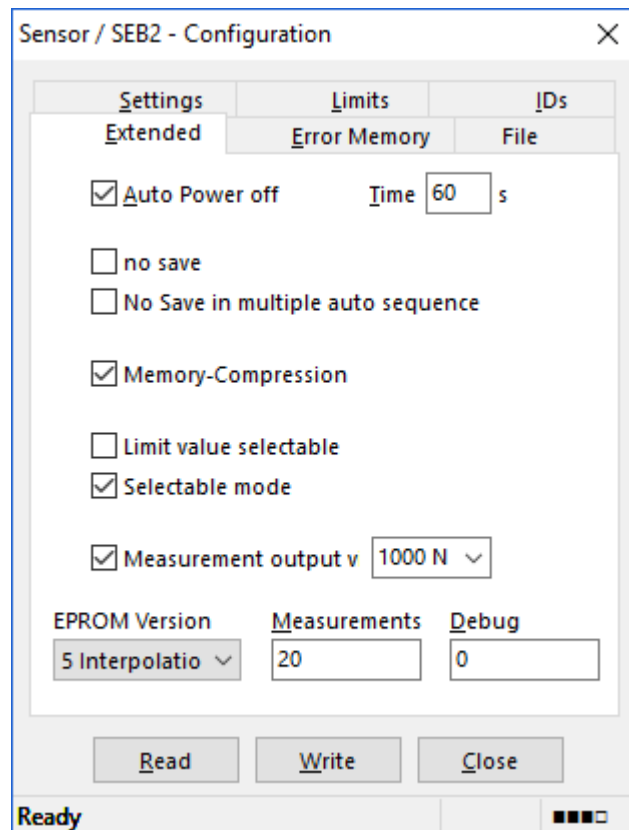 Sensor / SEB2 - Configuration
Settings Limits IDs
Extended Error Memory File
Auto Power off Time 60 s
no save
No Save in multiple auto sequence
Memory-Compression
Limit value selectable
Selectable mode
Measurement output v 1000 N
EPROM Version Measurements Debug
5 Interpolatio 20 0
Read Write Close
Ready